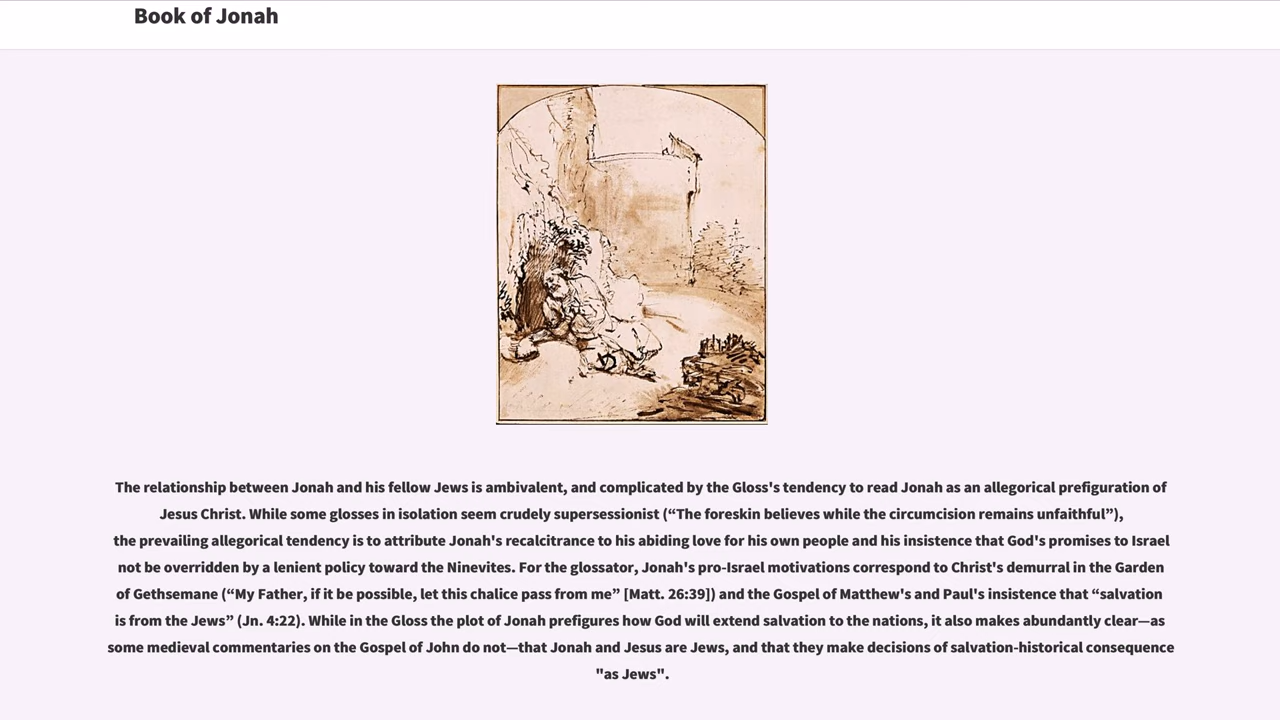 Book of Jonah
The relationship between Jonah and his fellow Jews is ambivalent, and complicated by the Gloss's tendency to read Jonah as an allegorical prefiguration of
Jesus Christ. While some glosses in isolation seem crudely supersessionist (“The foreskin believes while the circumcision remains unfaithful”),
the prevailing allegorical tendency is to attribute Jonah's recalcitrance to his abiding love for his own people and his insistence that God's promises to Israel
not be overridden by a lenient policy toward the Ninevites. For the glossator, Jonah's pro-Israel motivations correspond to Christ's demurral in the Garden
of Gethsemane (“My Father, if it be possible, let this chalice pass from me” [Matt. 26:39]) and the Gospel of Matthew's and Paul's insistence that “salvation
is from the Jews” (Jn. 4:22). While in the Gloss the plot of Jonah prefigures how God will extend salvation to the nations, it also makes abundantly clear—as
some medieval commentaries on the Gospel of John do not—that Jonah and Jesus are Jews, and that they make decisions of salvation-historical consequence
"as Jews".